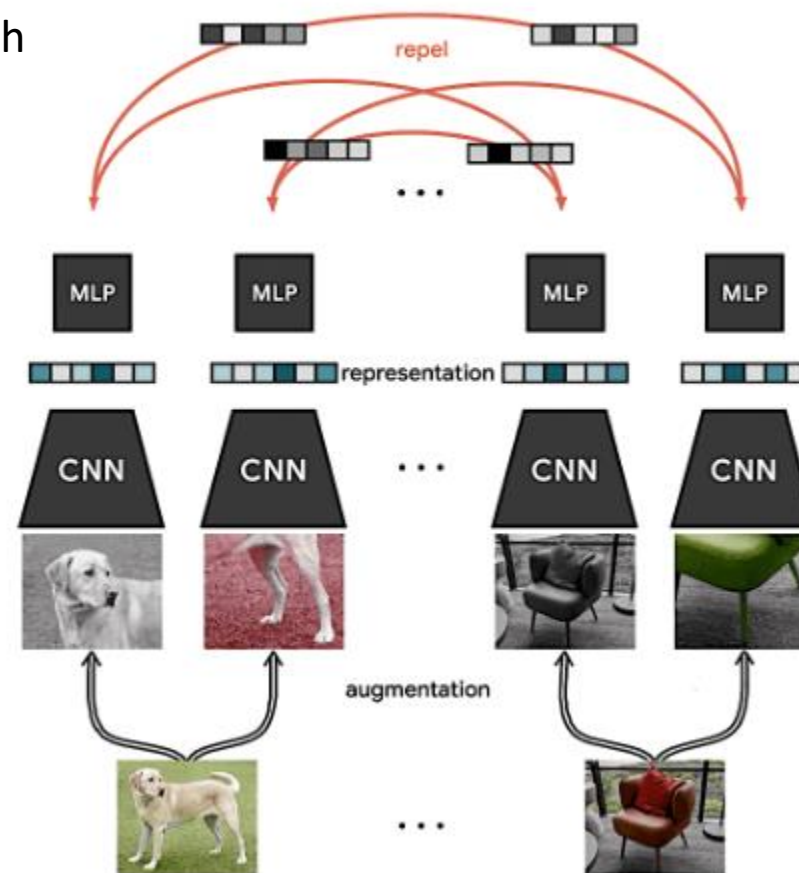 h
repel
...
MLP MLP MLP MLP
representation
CNN CNN ... CNN CNN
augmentation
...